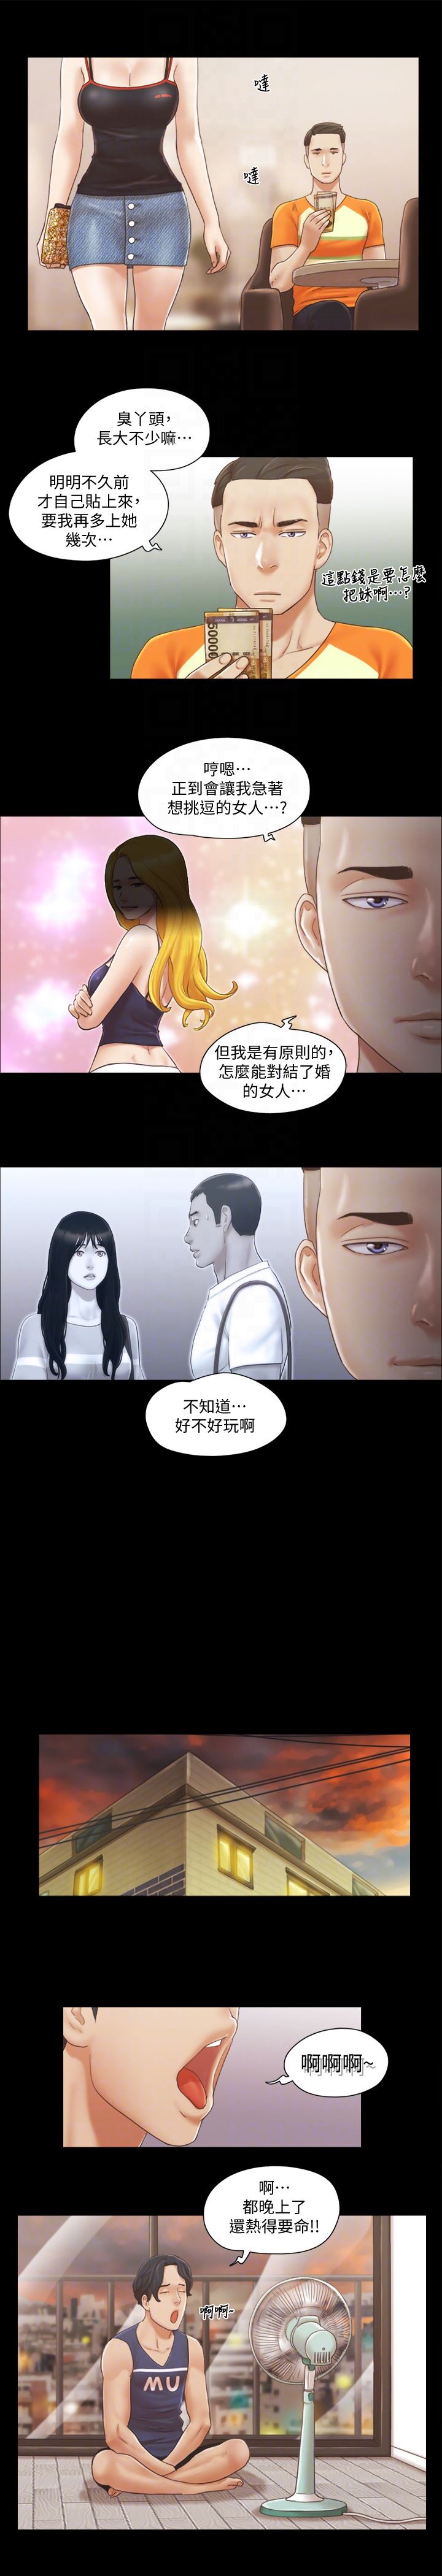 噠
噠
臭丫頭,
長大不少嘛⋯
明明不久前
才自己貼上來,
要我再多上她
幾次⋯
這點錢是要怎麼
把妹啊⋯?
50000
哼嗯⋯
正到會讓我急著
想挑逗的女人⋯?
但我是有原則的,
怎麼能對結了婚
的女人⋯
不知道⋯
好不好玩啊
啊啊啊~
啊⋯
都晚上了
還熱得要命!!
啊啊~
MU